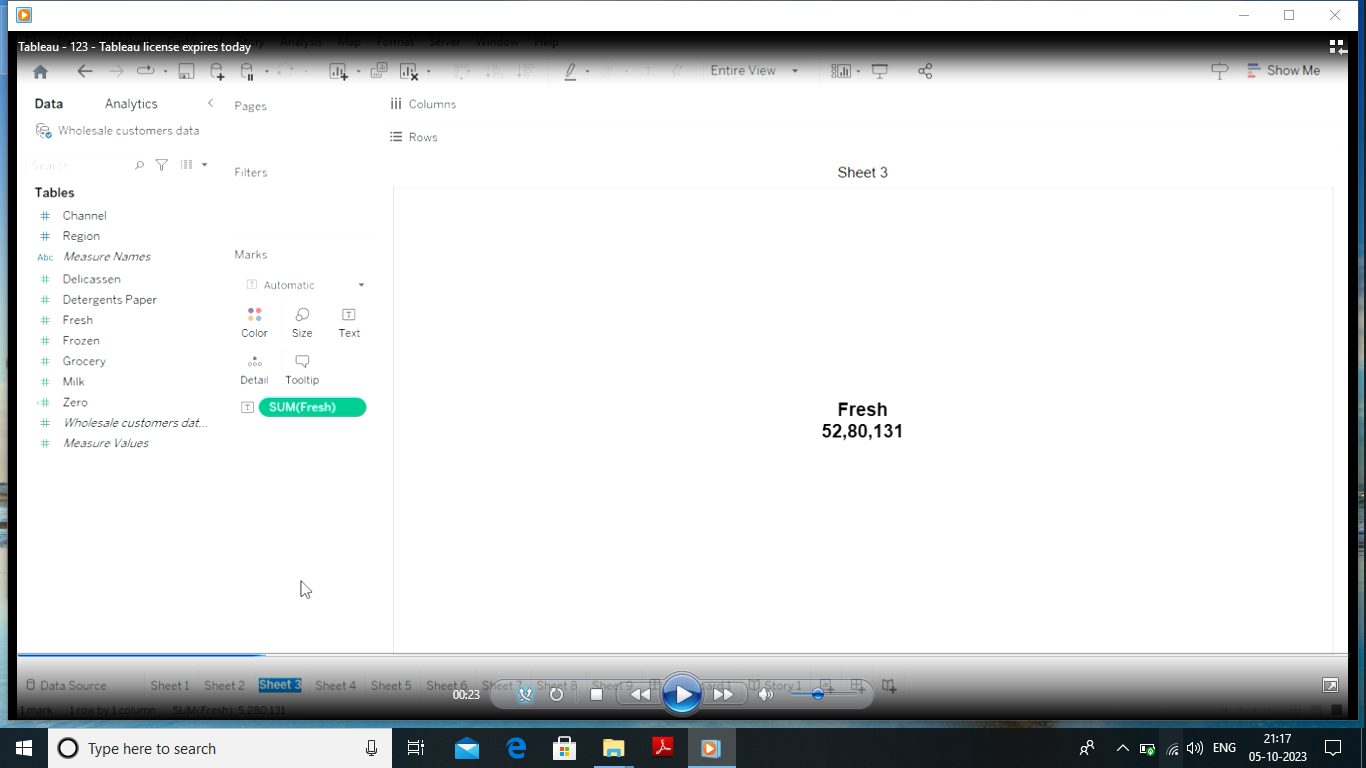 Tableau - 123 - Tableau license expires today
Analysis Map Format Server Window Help
Entire View
Show Me
Data
Analytics
Pages
Columns
Wholesale customers data
Rows
Search
Filters
Sheet 3
Tables
Channel
Region
Abc Measure Names
Marks
Delicassen
Automatic
Detergents Paper
Fresh
Frozen
Color Size Text
Grocery
Milk
Detail Tooltip
Zero
SUM(Fresh)
Wholesale customers dat...
Measure Values
Fresh
52,80,131
Data Source Sheet 1 Sheet 2 Sheet 3 Sheet 4 Sheet 5 Sheet 6 Sheet 7 Sheet 8 Sheet 9 Story 1
00:23
1 mark 1 row by 1 column SUM(Fresh): 5,280,131
Type here to search
ENG
21:17
05-10-2023